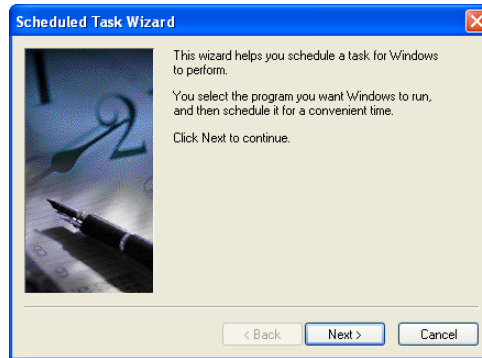 Scheduled Task Wizard
This wizard helps you schedule a task for Windows
to perform.
You select the program you want Windows to run,
and then schedule it for a convenient time.
Click Next to continue.
< Back
Next >
Cancel